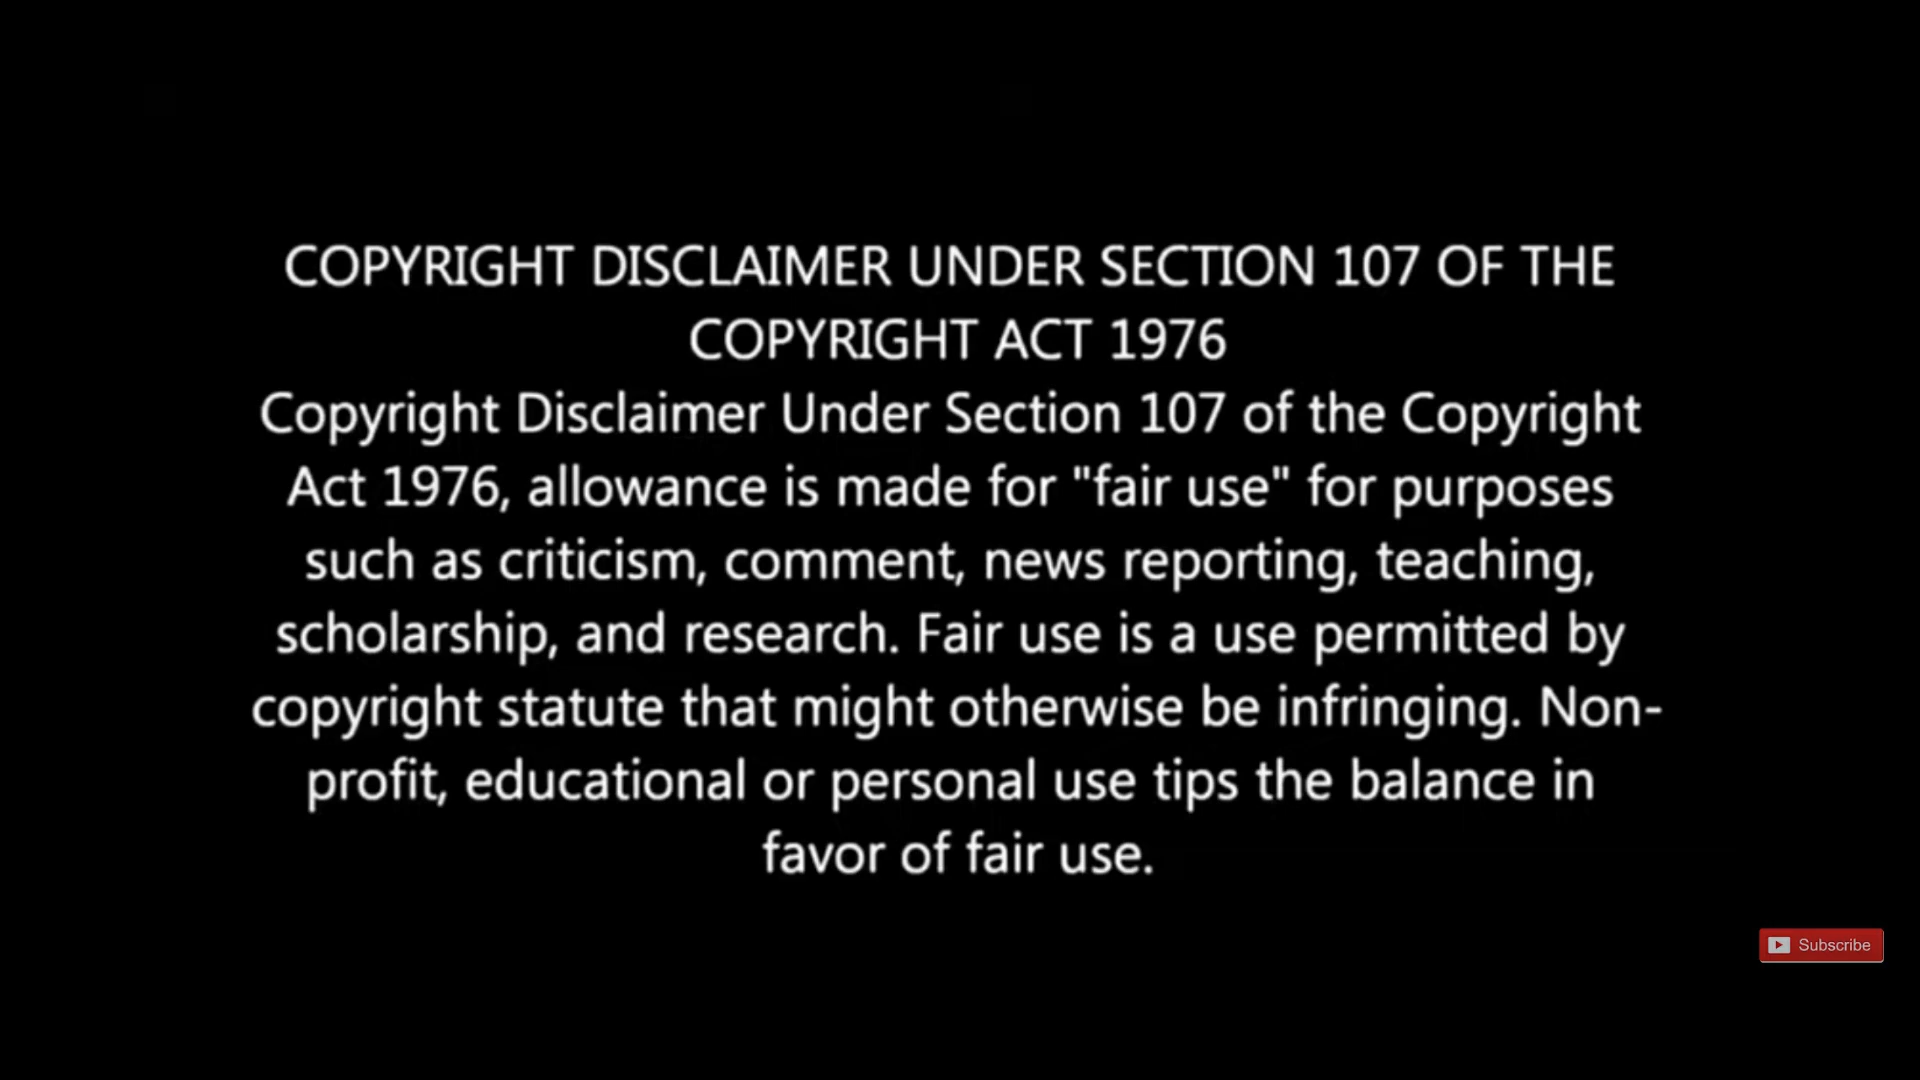 COPYRIGHT DISCLAIMER UNDER SECTION 107 OF THE
COPYRIGHT ACT 1976
Copyright Disclaimer Under Section 107 of the Copyright
Act 1976, allowance is made for "fair use" for purposes
such as criticism, comment, news reporting, teaching,
scholarship, and research. Fair use is a use permitted by
copyright statute that might otherwise be infringing. Non-
profit, educational or personal use tips the balance in
favor of fair use.
Subscribe